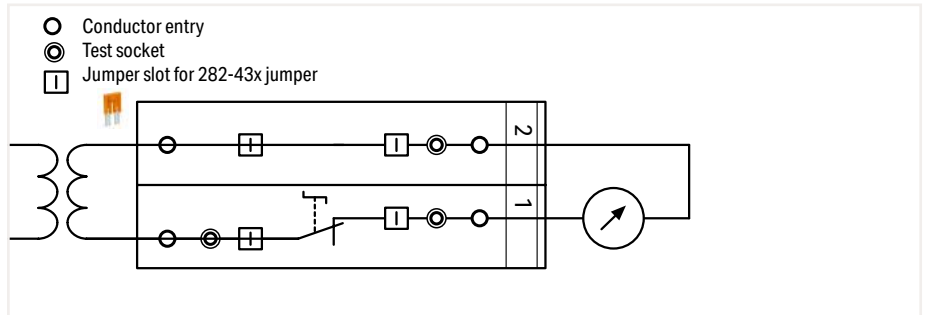 Conductor entry
Test socket
Jumper slot for 282-43x jumper
2
1